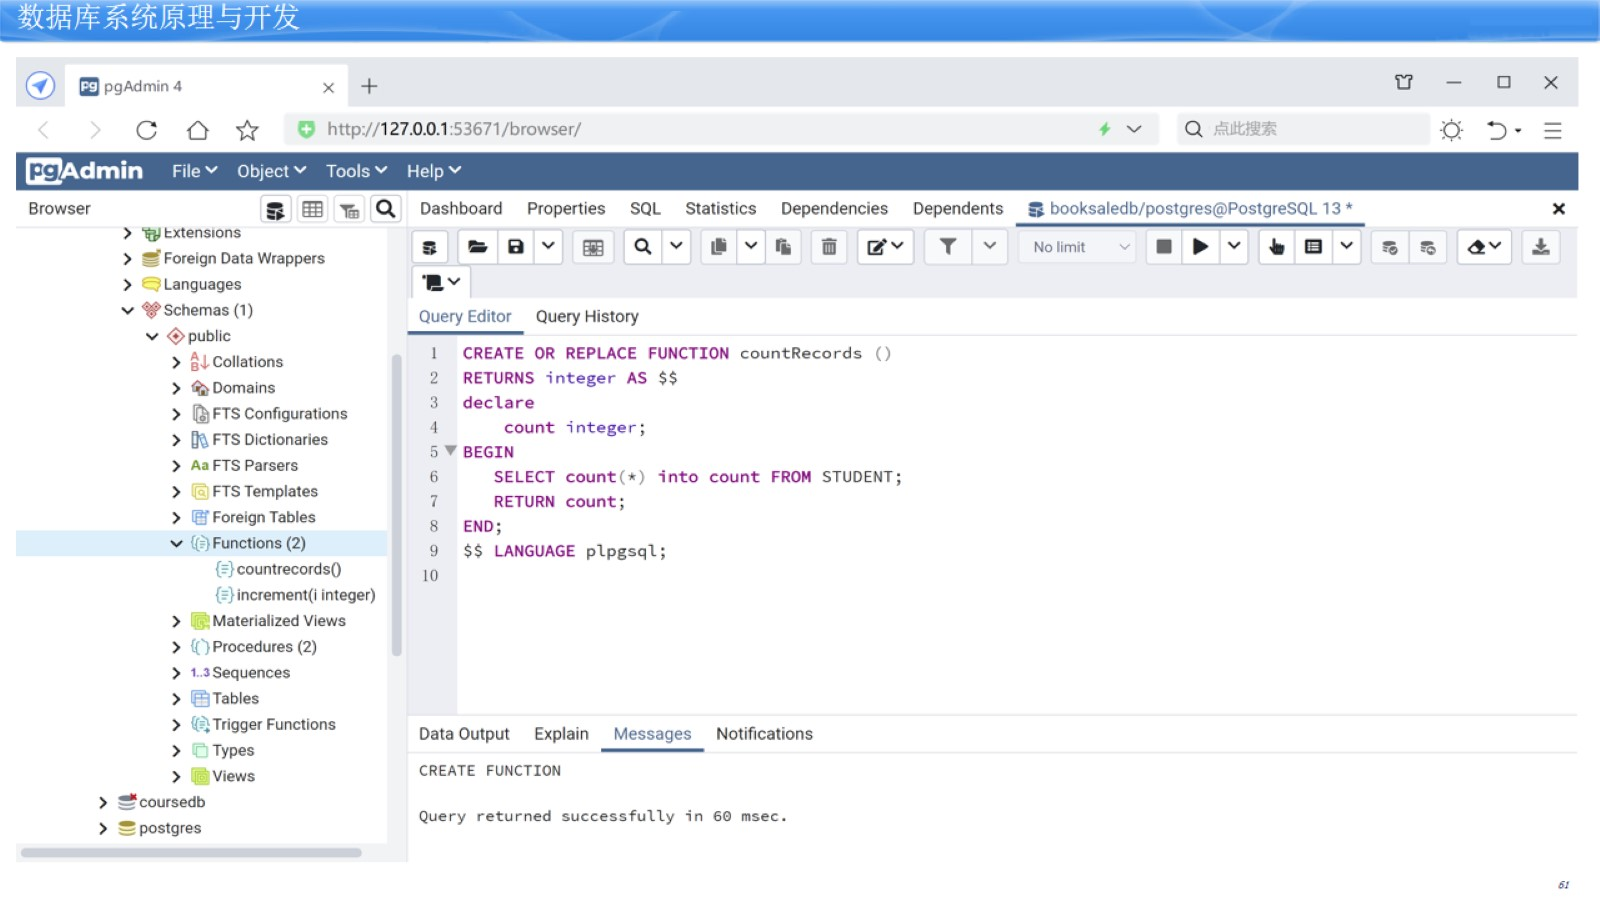 数据库系统原理与开发
pgAdmin 4
http://127.0.0.1:53671/browser/
点此搜索
pgAdmin File Object Tools Help
Browser
Dashboard Properties SQL Statistics Dependencies Dependents booksaledb/postgres@PostgreSQL 13 *
No limit
Extensions
Foreign Data Wrappers
Languages
Schemas (1)
public
Collations
Domains
FTS Configurations
FTS Dictionaries
Aa FTS Parsers
FTS Templates
Foreign Tables
Functions (2)
countrecords()
increment(i integer)
Materialized Views
Procedures (2)
1..3 Sequences
Tables
Trigger Functions
Types
Views
coursedb
postgres
Query Editor Query History
1 CREATE OR REPLACE FUNCTION countRecords ()
2 RETURNS integer AS $$
3 declare
4 count integer;
5 BEGIN
6 SELECT count(*) into count FROM STUDENT;
7 RETURN count;
8 END;
9 $$ LANGUAGE plpgsql;
10
Data Output Explain Messages Notifications
CREATE FUNCTION
Query returned successfully in 60 msec.
61